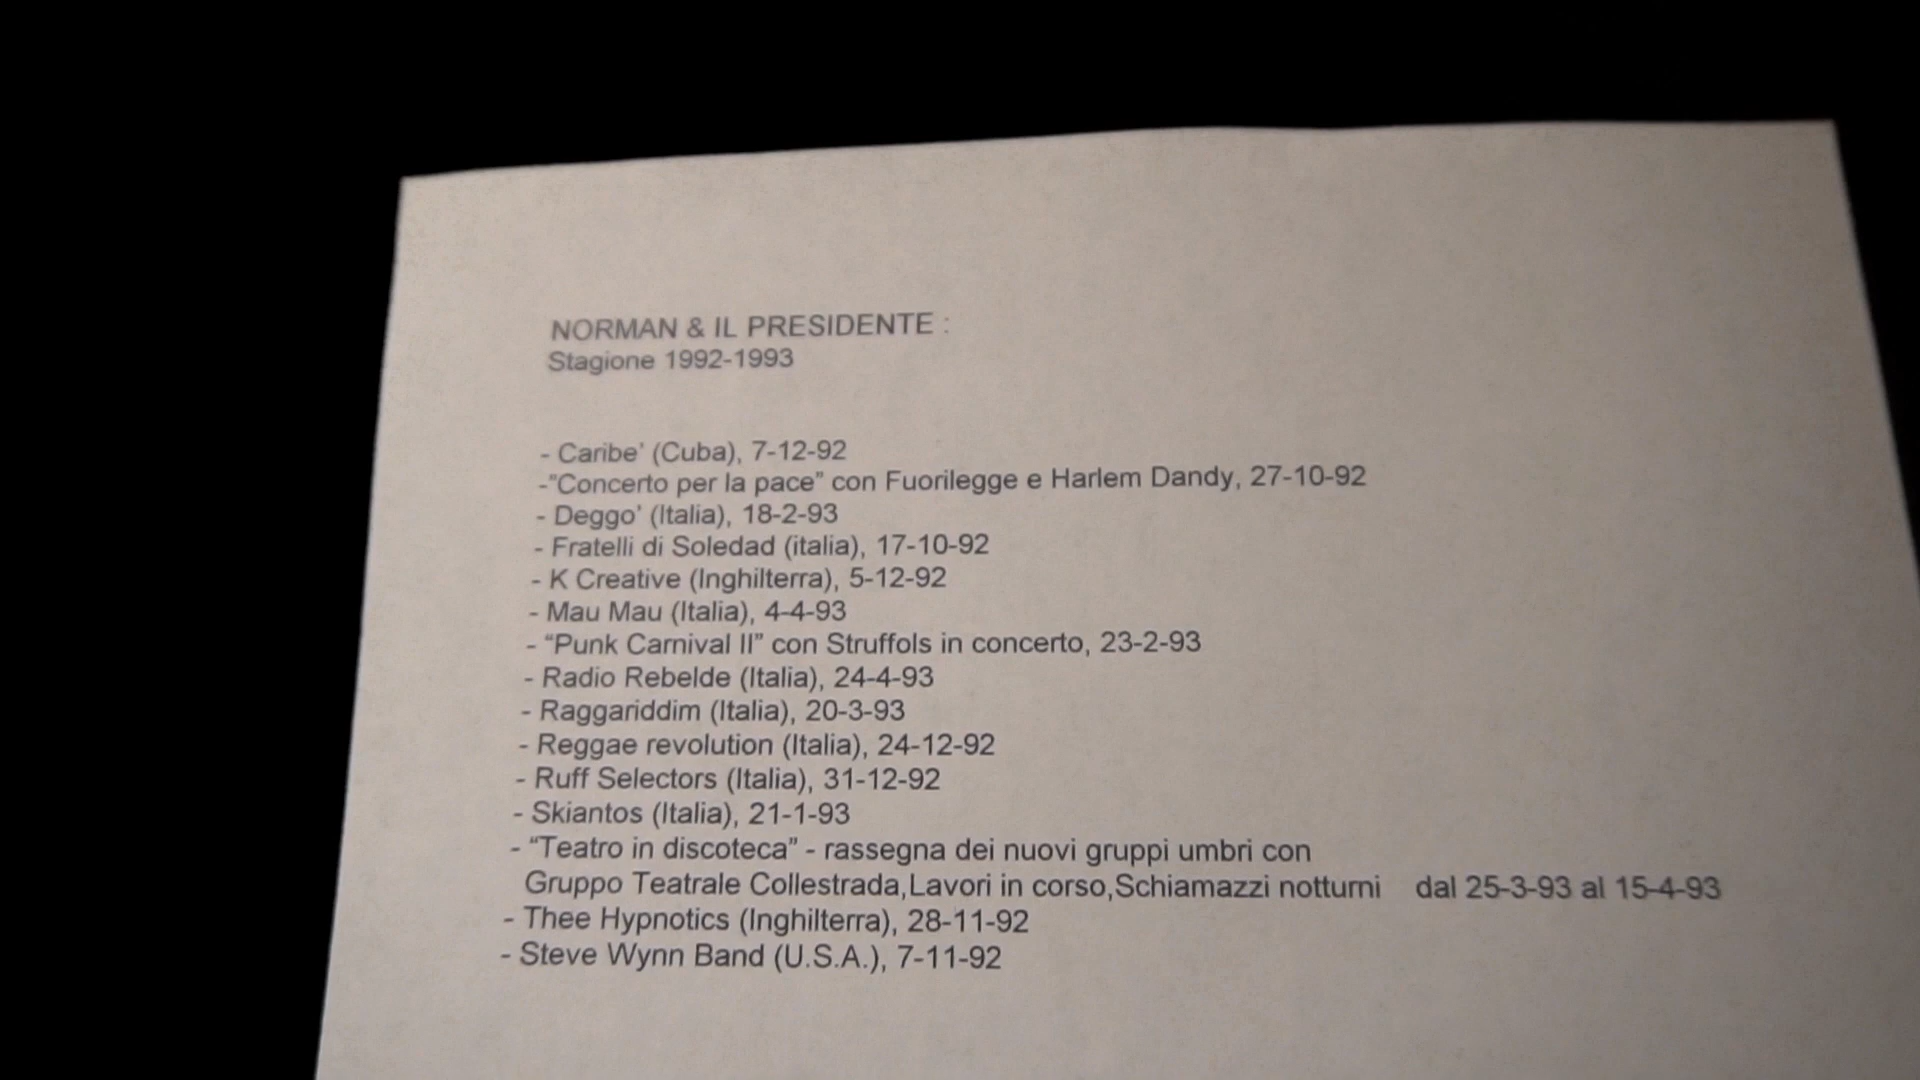 NORMAN & IL PRESIDENTE :
Stagione 1992-1993
- Caribe' (Cuba), 7-12-92
-"Concerto per la pace” con Fuorilegge e Harlem Dandy, 27-10-92
- Deggo’ (Italia), 18-2-93
- Fratelli di Soledad (italia), 17-10-92
- K Creative (Inghilterra), 5-12-92
- Mau Mau (Italia), 4-4-93
- “Punk Carnival II” con Struffols in concerto, 23-2-93
- Radio Rebelde (Italia), 24-4-93
- Raggariddim (Italia), 20-3-93
- Reggae revolution (Italia), 24-12-92
- Ruff Selectors (Italia), 31-12-92
- Skiantos (Italia), 21-1-93
- “Teatro in discoteca” - rassegna dei nuovi gruppi umbri con
Gruppo Teatrale Collestrada,Lavori in corso,Schiamazzi notturni dal 25-3-93 al 15-4-93
- Thee Hypnotics (Inghilterra), 28-11-92
- Steve Wynn Band (U.S.A.), 7-11-92